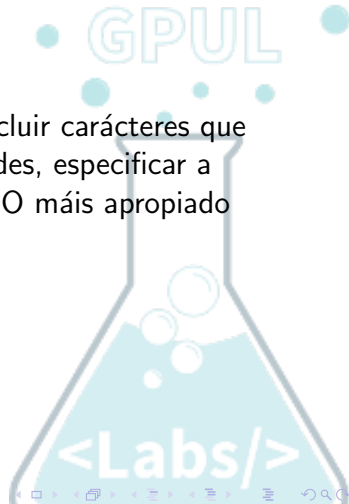 GPUL
cluir carácteres que
des, especificar a
O máis apropiado
<Labs/>